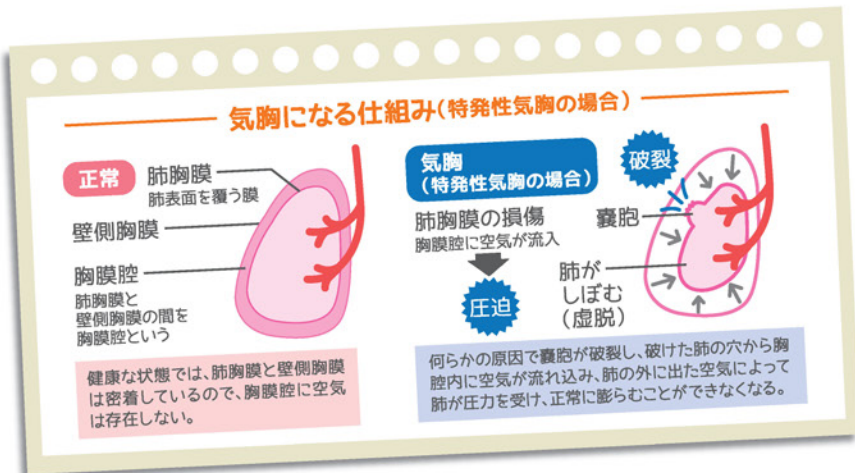 気胸になる仕組み(特発性気胸の場合)
正常
肺胸膜
肺表面を覆う膜
壁側胸膜
胸膜腔
肺胸膜と
壁側胸膜の間を
胸膜腔という
健康な状態では、肺胸膜と壁側胸膜
は密着しているので、胸膜腔に空気
は存在しない。
気胸
(特発性気胸の場合)
肺胸膜の損傷
胸膜腔に空気が流入
圧迫
破裂
嚢胞
肺が
しぼむ
(虚脱)
何らかの原因で嚢胞が破裂し、破けた肺の穴から胸
腔内に空気が流れ込み、肺の外に出た空気によって
肺が圧力を受け、正常に膨らむことができなくなる。